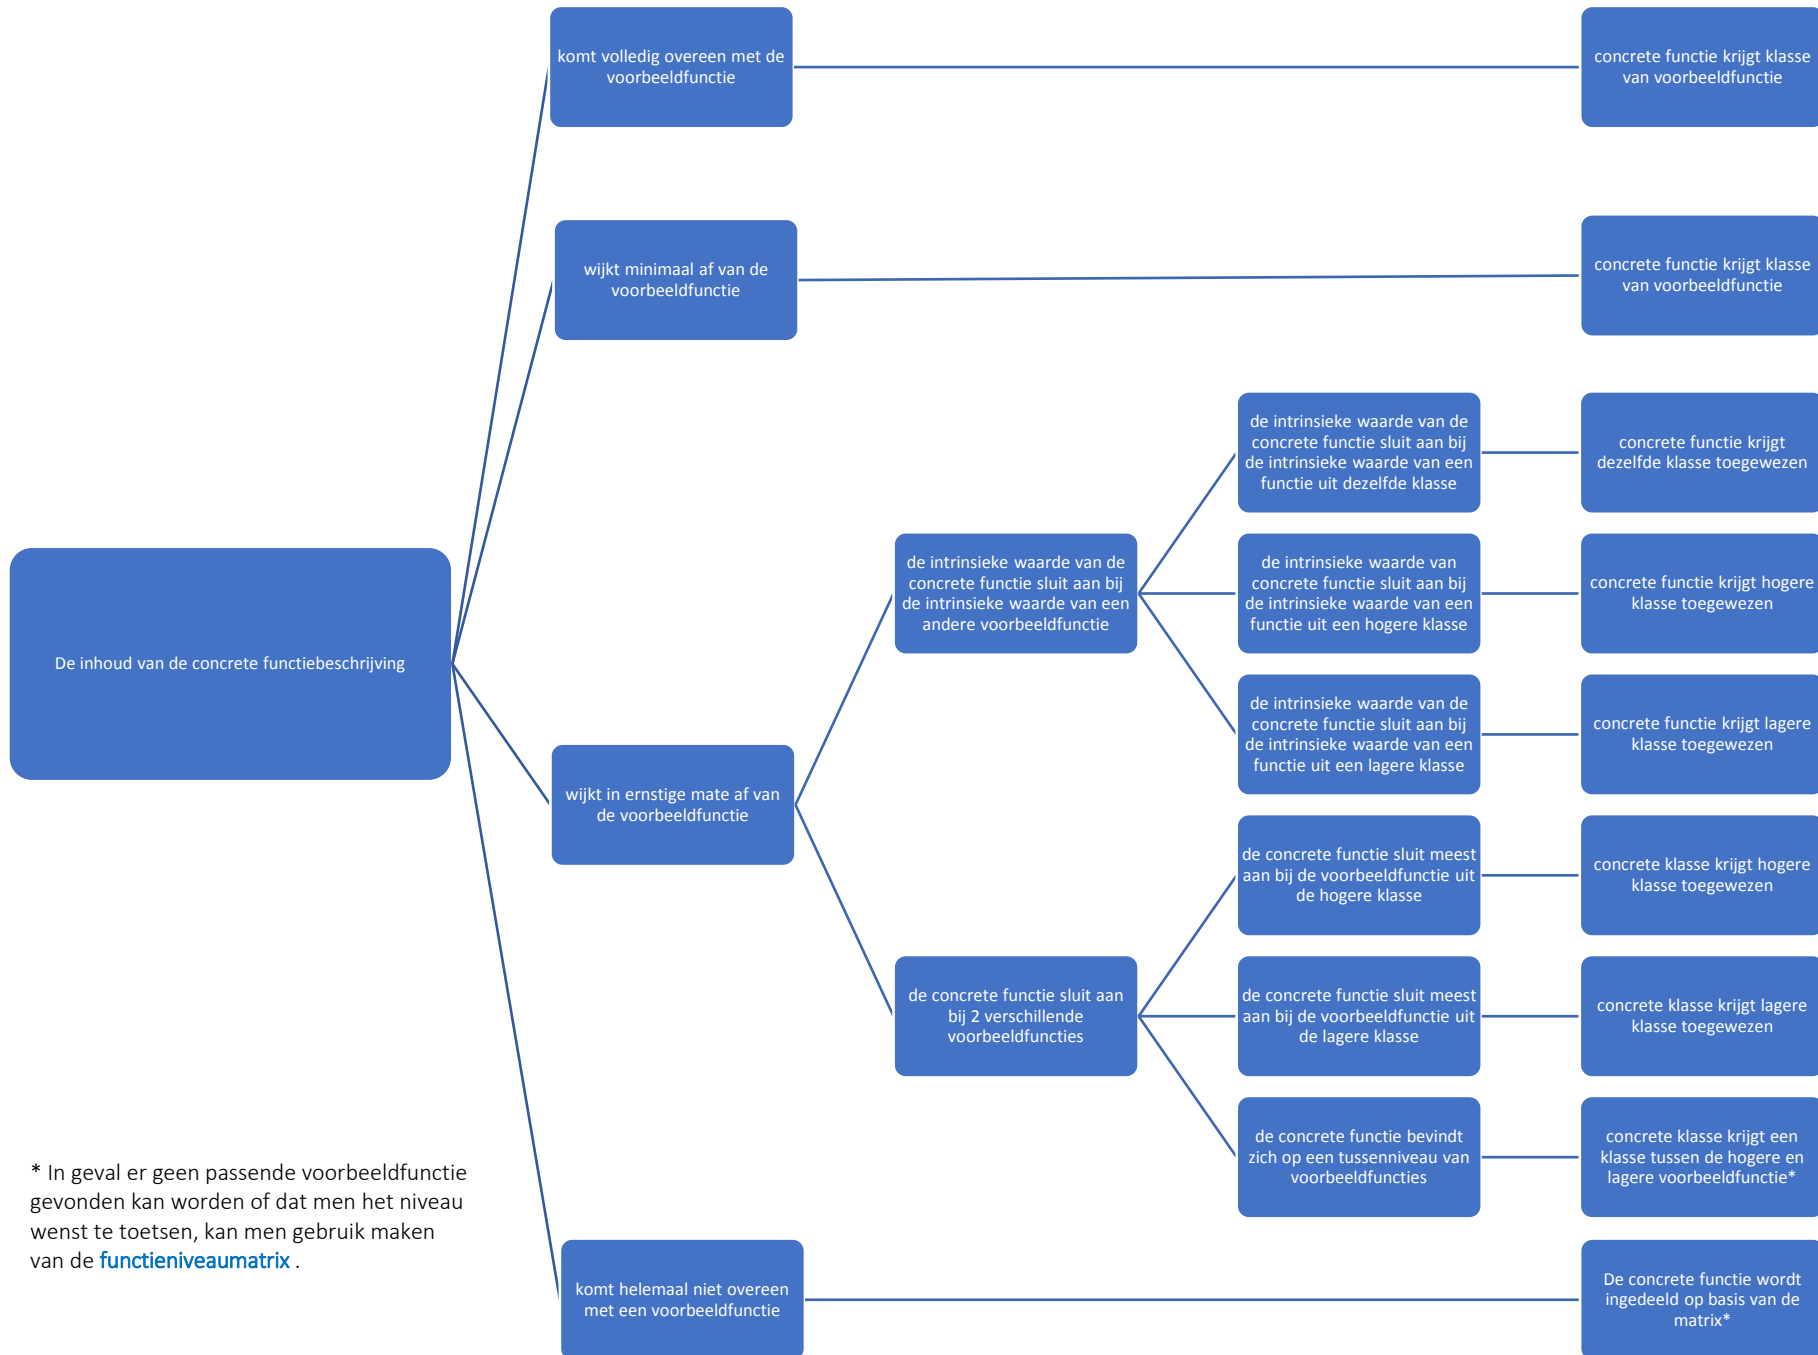 komt volledig overeen met de
voorbeeldfunctie
concrete functie krijgt klasse
van voorbeeldfunctie
wijkt minimaal af van de
voorbeeldfunctie
concrete functie krijgt klasse
van voorbeeldfunctie
De inhoud van de concrete functiebeschrijving
wijkt in ernstige mate af van
de voorbeeldfunctie
de intrinsieke waarde van de
concrete functie sluit aan bij
de intrinsieke waarde van een
andere voorbeeldfunctie
de intrinsieke waarde van de
concrete functie sluit aan bij
de intrinsieke waarde van een
functie uit dezelfde klasse
concrete functie krijgt
dezelfde klasse toegewezen
de intrinsieke waarde van
concrete functie sluit aan bij
de intrinsieke waarde van een
functie uit een hogere klasse
concrete functie krijgt hogere
klasse toegewezen
de intrinsieke waarde van de
concrete functie sluit aan bij
de intrinsieke waarde van een
functie uit een lagere klasse
concrete functie krijgt lagere
klasse toegewezen
de concrete functie sluit aan
bij 2 verschillende
voorbeeldfuncties
de concrete functie sluit meest
aan bij de voorbeeldfunctie uit
de hogere klasse
concrete klasse krijgt hogere
klasse toegewezen
de concrete functie sluit meest
aan bij de voorbeeldfunctie uit
de lagere klasse
concrete klasse krijgt lagere
klasse toegewezen
de concrete functie bevindt
zich op een tussenniveau van
voorbeeldfuncties
concrete klasse krijgt een
klasse tussen de hogere en
lagere voorbeeldfunctie*
komt helemaal niet overeen
met een voorbeeldfunctie
De concrete functie wordt
ingedeeld op basis van de
matrix*
* In geval er geen passende voorbeeldfunctie
gevonden kan worden of dat men het niveau
wenst te toetsen, kan men gebruik maken
van de functieniveaumatrix .